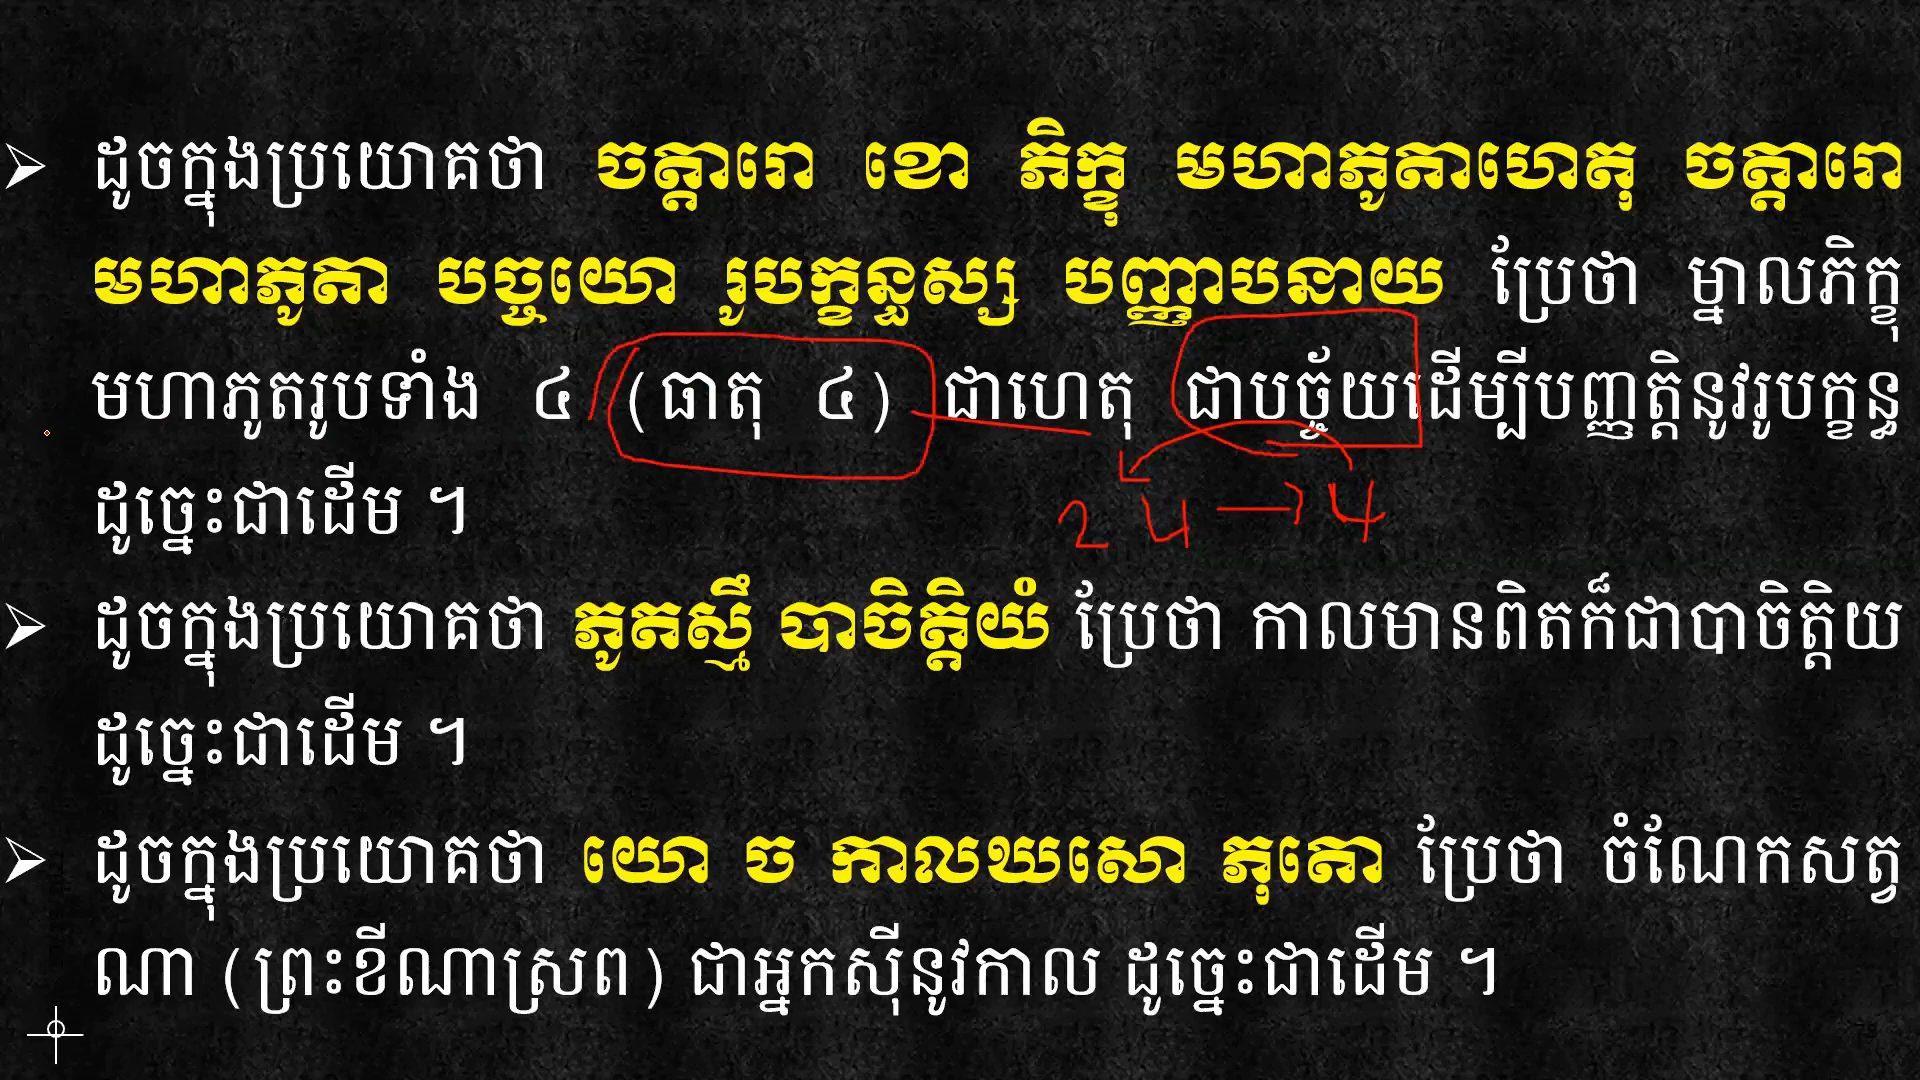 ➢ ដូចក្នុងប្រយោគថា ចត្តារោ ខោ ភិក្ខុ មហាភូតាហេតុ ចត្តារោ
មហាភូតា បច្ចយោ រូបក្ខន្ធស្ស បញ្ញាបនាយ ប្រែថា ម្នាលភិក្ខុ
មហាភូតរូបទាំង ៤ (ធាតុ ៤) ជាហេតុ ជាបច្ច័យដើម្បីបញ្ញត្តិនូវរូបក្ខន្ធ
ដូច្នេះជាដើម ។
2 4 → 4
➢ ដូចក្នុងប្រយោគថា ភូតស្មឹ បាចិត្តិយំ ប្រែថា កាលមានពិតក៏ជាបាចិត្តិយ
ដូច្នេះជាដើម ។
➢ ដូចក្នុងប្រយោគថា យោ ច កាលឃសោ ភុតោ ប្រែថា ចំណែកសត្វ
ណា (ព្រះខីណាស្រព) ជាអ្នកស៊ីនូវកាល ដូច្នេះជាដើម ។